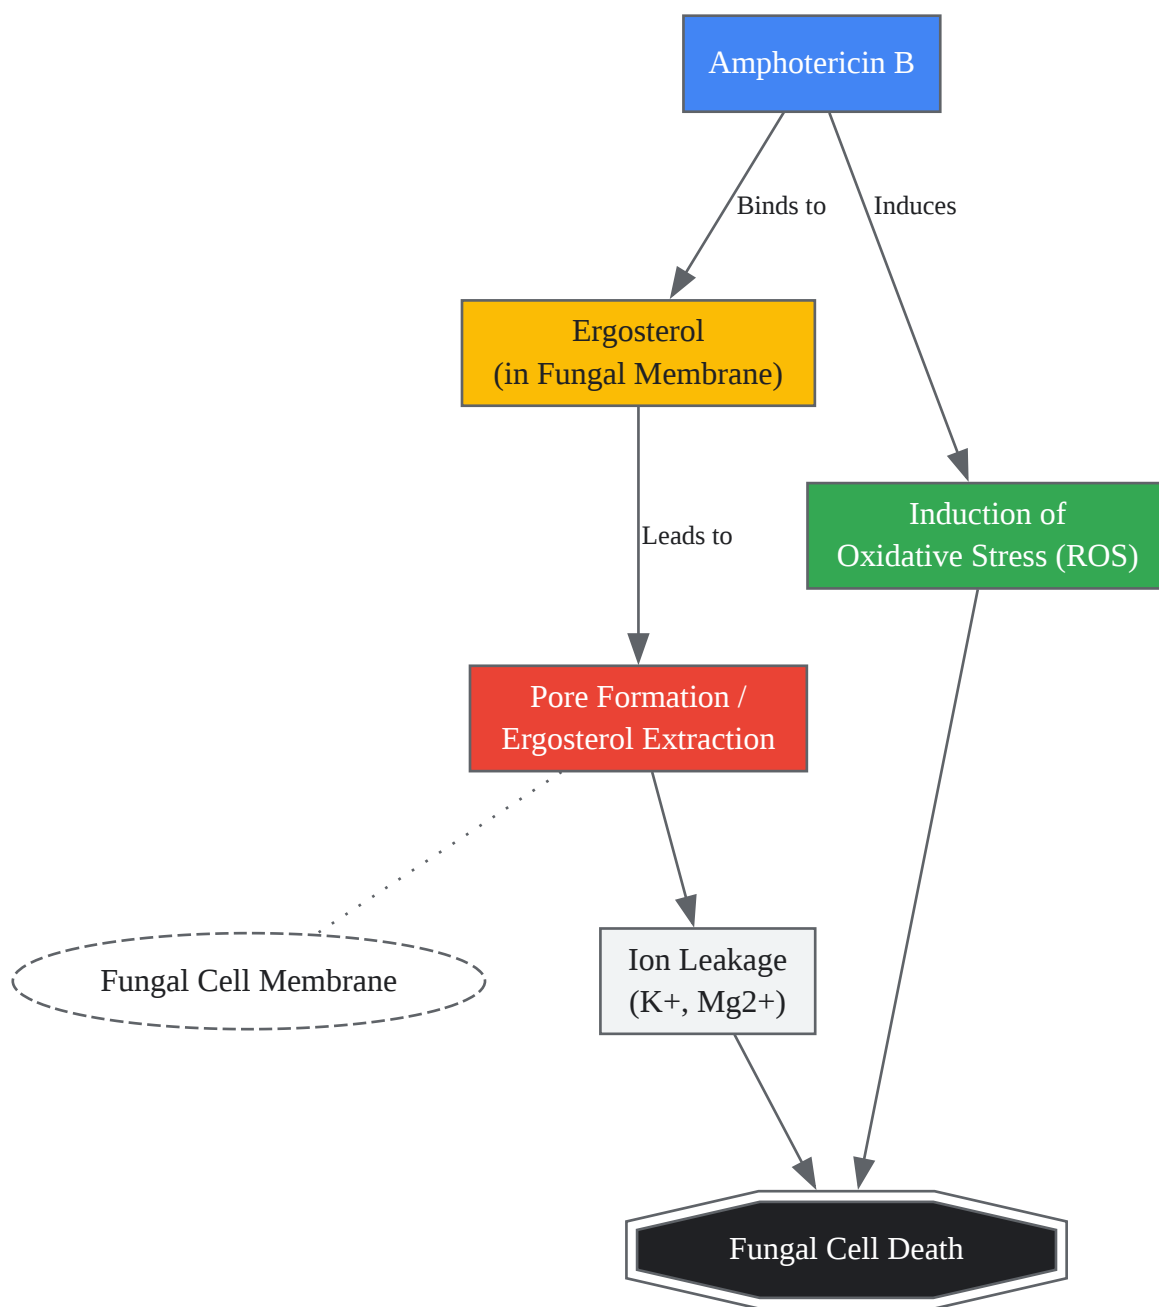 Amphotericin B
Binds to
Induces
Ergosterol
(in Fungal Membrane)
Induction of
Oxidative Stress (ROS)
Leads to
Pore Formation /
Ergosterol Extraction
Fungal Cell Membrane
Ion Leakage
(K+, Mg2+)
Fungal Cell Death